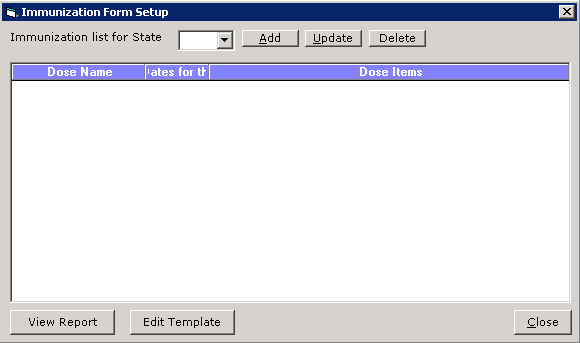 Immunization Form Setup
Immunization list for State Add Update Delete
Dose Name ates for th Dose Items
View Report Edit Template Close